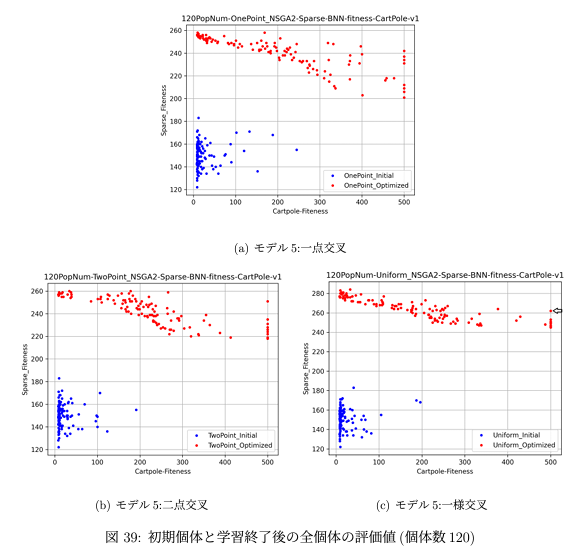 120PopNum-OnePoint_NSGA2-Sparse-BNN-fitness-CartPole-v1
260
240
220
200
180
160
140
120
Sparse_Fiteness
OnePoint_Initial
OnePoint_Optimized
0 100 200 300 400 500
Cartpole-Fiteness
(a) モデル 5:一点交叉
120PopNum-TwoPoint_NSGA2-Sparse-BNN-fitness-CartPole-v1
260
240
220
200
180
160
140
120
Sparse_Fiteness
TwoPoint_Initial
TwoPoint_Optimized
0 100 200 300 400 500
Cartpole-Fiteness
(b) モデル 5:二点交叉
120PopNum-Uniform_NSGA2-Sparse-BNN-fitness-CartPole-v1
280
260
240
220
200
180
160
140
120
Sparse_Fiteness
Uniform_Initial
Uniform_Optimized
0 100 200 300 400 500
Cartpole-Fiteness
(c) モデル 5:一様交叉
図 39: 初期個体と学習終了後の全個体の評価値 (個体数 120)